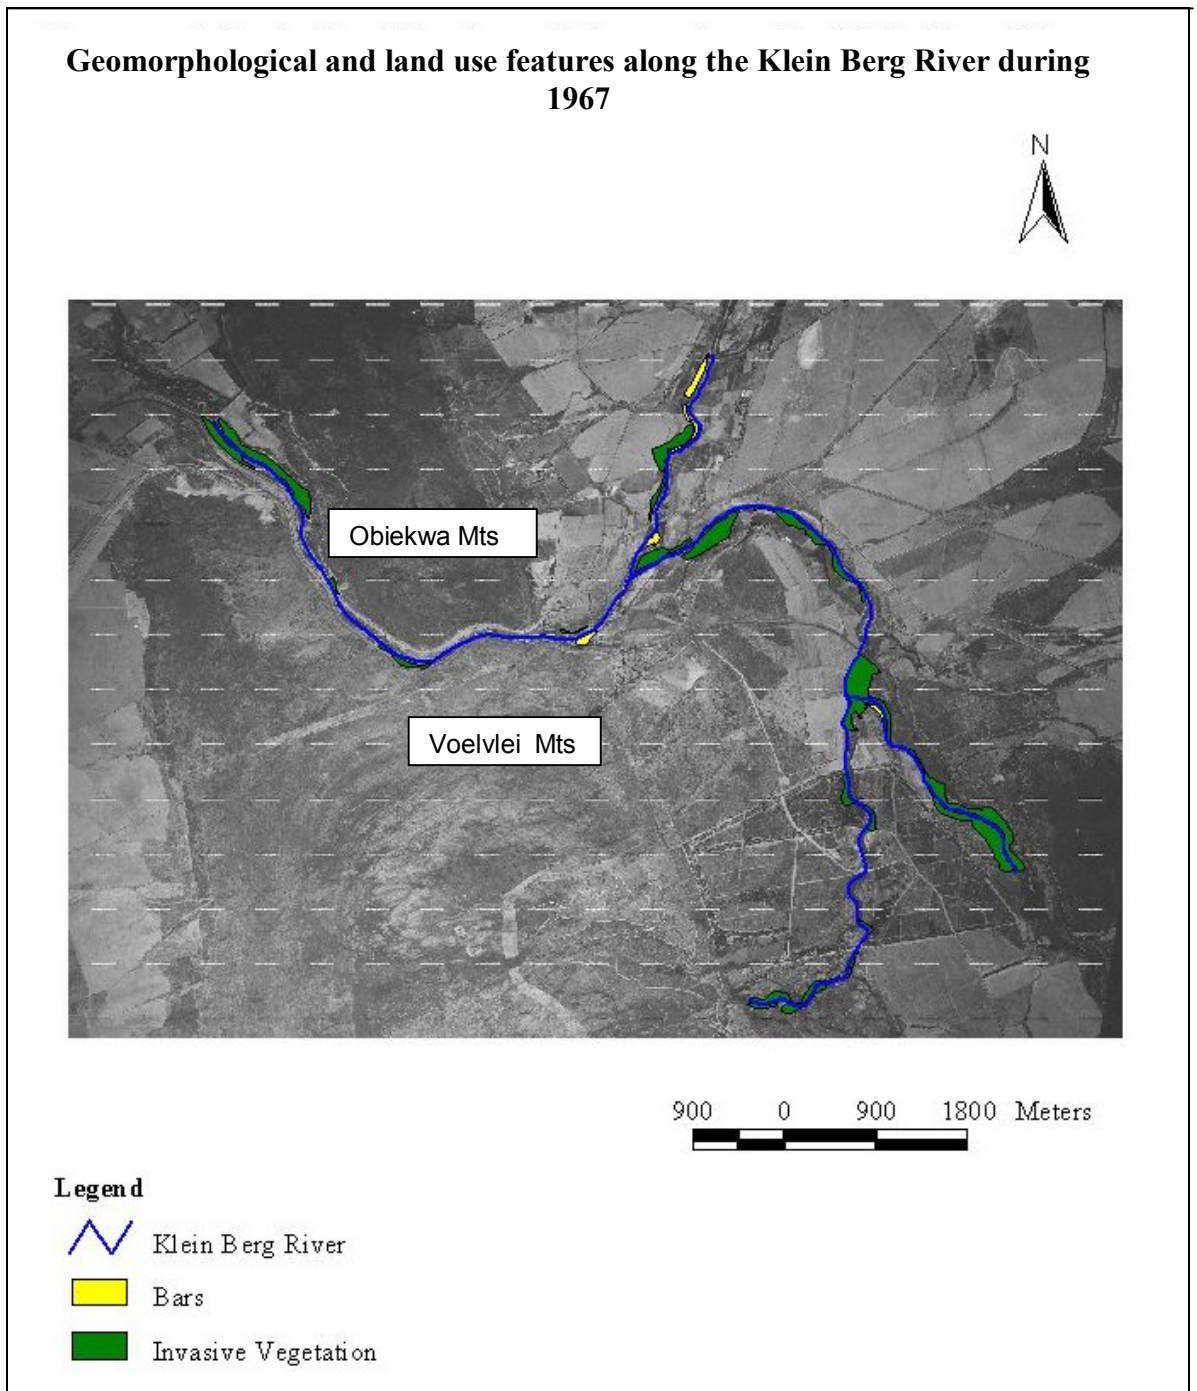 Geomorphological and land use features along the Klein Berg River during
1967
N
Obiekwa Mts
Voelvlei Mts
900 0 900 1800 Meters
Legend
Klein Berg River
Bars
Invasive Vegetation